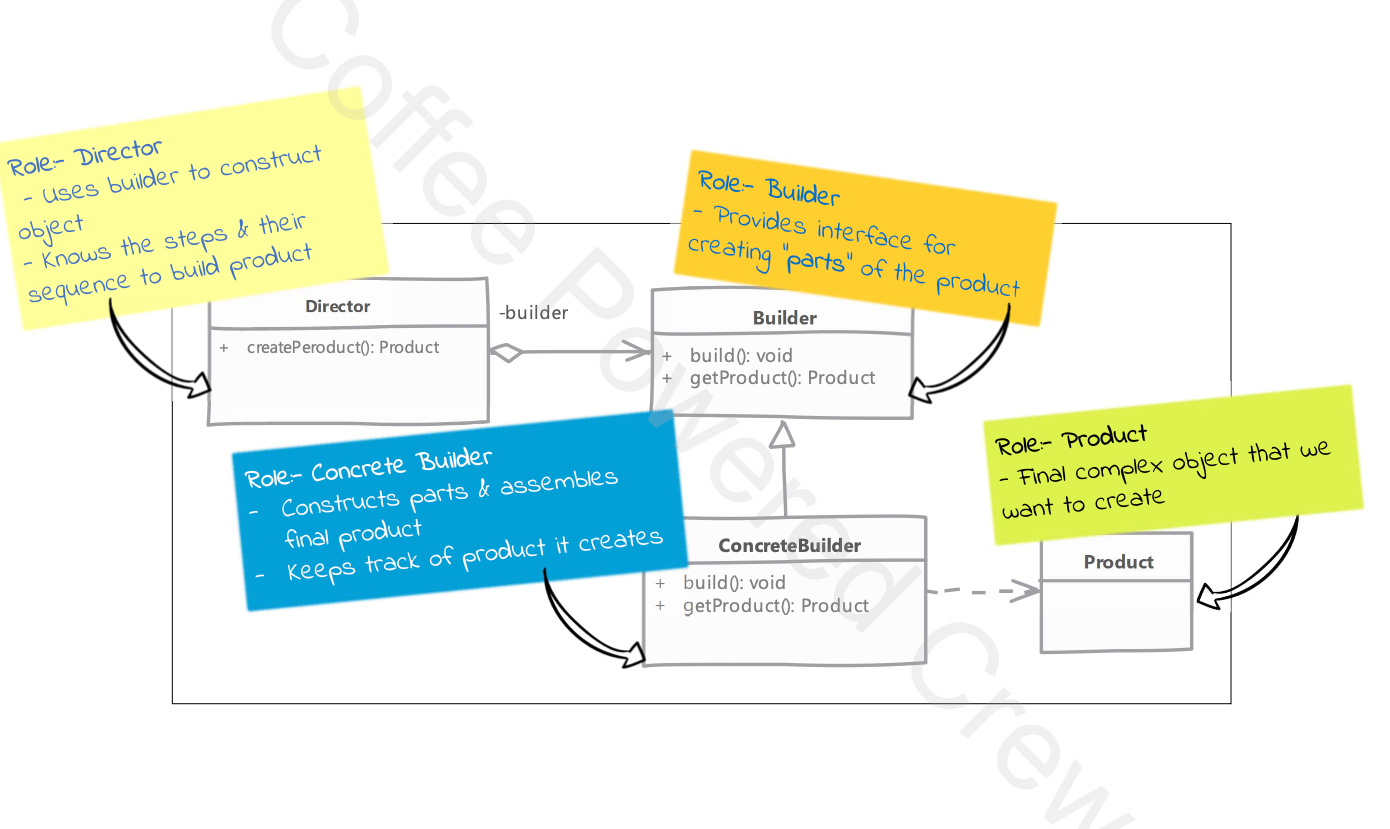 Coffee Powered Crew
Role:- Director
- Uses builder to construct
object
- Knows the steps & their
sequence to build product
Role:- Builder
- Provides interface for
creating "parts" of the product
Director
+ createPeroduct(): Product
-builder
Builder
+ build(): void
+ getProduct(): Product
Role:- Concrete Builder
- Constructs parts & assembles
final product
- Keeps track of product it creates
Role:- Product
- Final complex object that we
want to create
ConcreteBuilder
+ build(): void
+ getProduct(): Product
Product